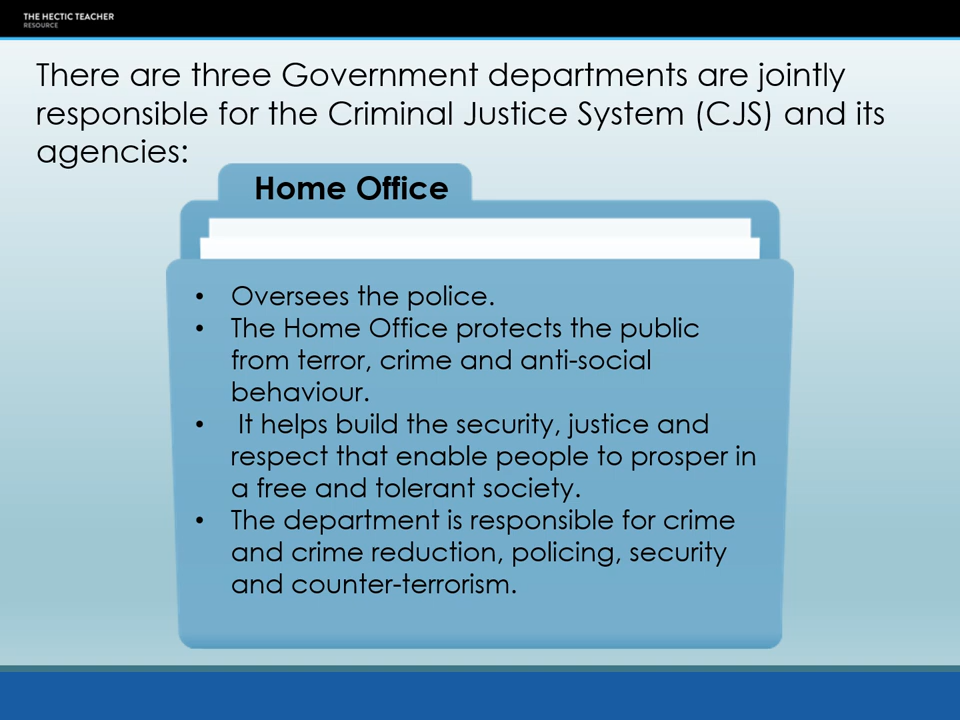 THE HECTIC TEACHER
RESOURCE
There are three Government departments are jointly
responsible for the Criminal Justice System (CJS) and its
agencies:
Home Office
• Oversees the police.
• The Home Office protects the public
from terror, crime and anti-social
behaviour.
• It helps build the security, justice and
respect that enable people to prosper in
a free and tolerant society.
• The department is responsible for crime
and crime reduction, policing, security
and counter-terrorism.